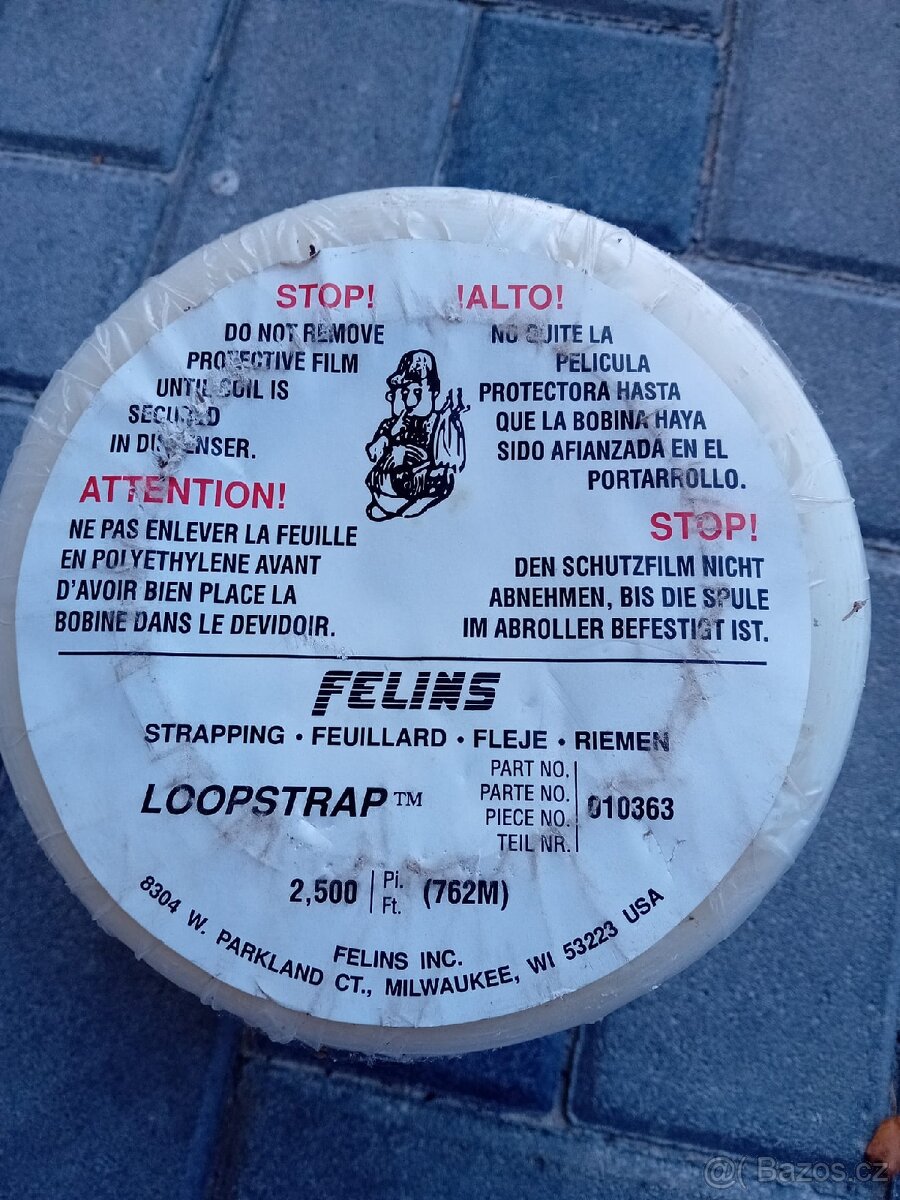 STOP!
DO NOT REMOVE
PROTECTIVE FILM
UNTIL COIL IS
SECURED
IN DISPENSER.
!ALTO!
NO QUITE LA
PELICULA
PROTECTORA HASTA
QUE LA BOBINA HAYA
SIDO AFIANZADA EN EL
PORTARROLLO.
ATTENTION!
NE PAS ENLEVER LA FEUILLE
EN POLYETHYLENE AVANT
D'AVOIR BIEN PLACE LA
BOBINE DANS LE DEVIDOIR.
STOP!
DEN SCHUTZFILM NICHT
ABNEHMEN, BIS DIE SPULE
IM ABROLLER BEFESTIGT IST.
FELINS
STRAPPING • FEUILLARD • FLEJE • RIEMEN
LOOPSTRAP™
PART NO.
PARTE NO.
PIECE NO.
TEIL NR.
010363
2,500 Pi. Ft. (762M)
FELINS INC.
8304 W. PARKLAND CT., MILWAUKEE, WI 53223 USA
@( Bazos.cz